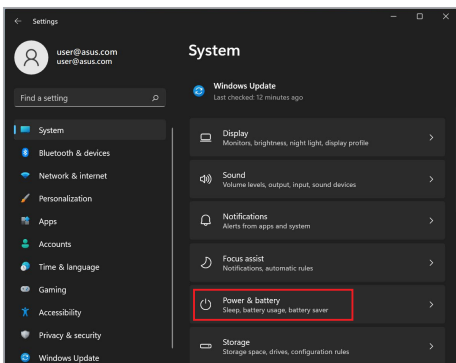 Settings
user@asus.com
user@asus.com
Find a setting
System
Bluetooth & devices
Network & internet
Personalization
Apps
Accounts
Time & language
Gaming
Accessibility
Privacy & security
Windows Update
System
Windows Update
Last checked: 12 minutes ago
Display
Monitors, brightness, night light, display profile
Sound
Volume levels, output, input, sound devices
Notifications
Alerts from apps and system
Focus assist
Notifications, automatic rules
Power & battery
Sleep, battery usage, battery saver
Storage
Storage space, drives, configuration rules